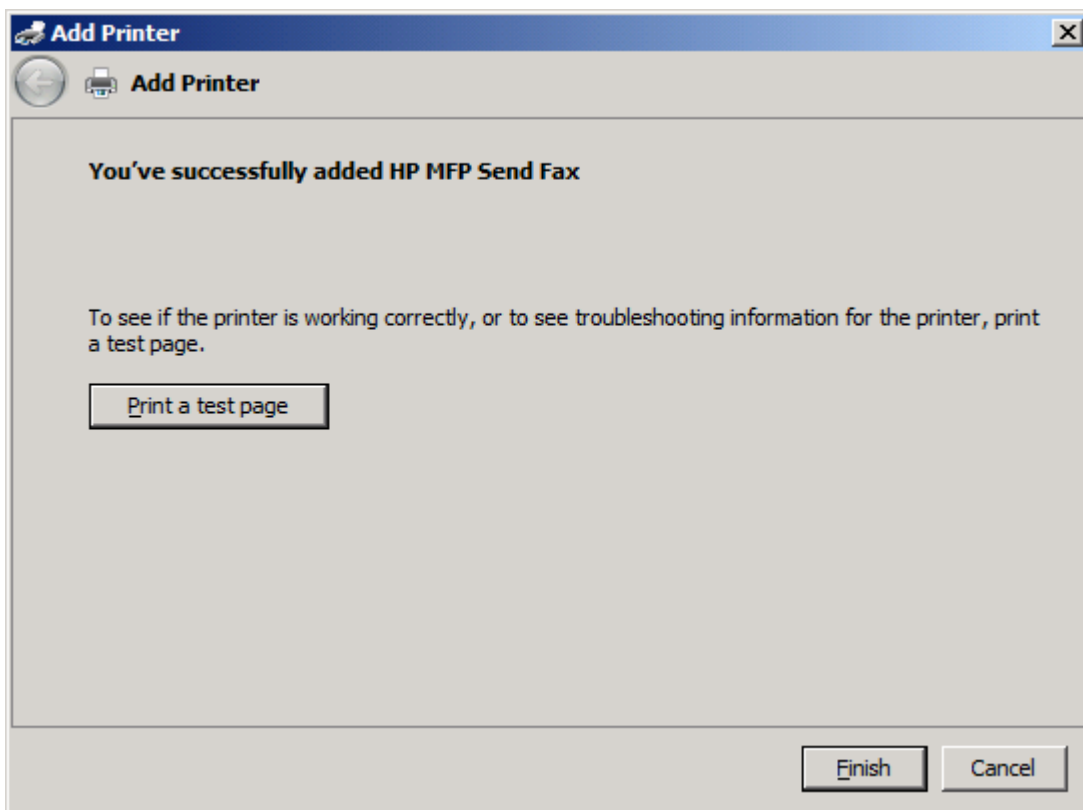 Add Printer
Add Printer
You've successfully added HP MFP Send Fax
To see if the printer is working correctly, or to see troubleshooting information for the printer, print
a test page.
Print a test page
Finish
Cancel